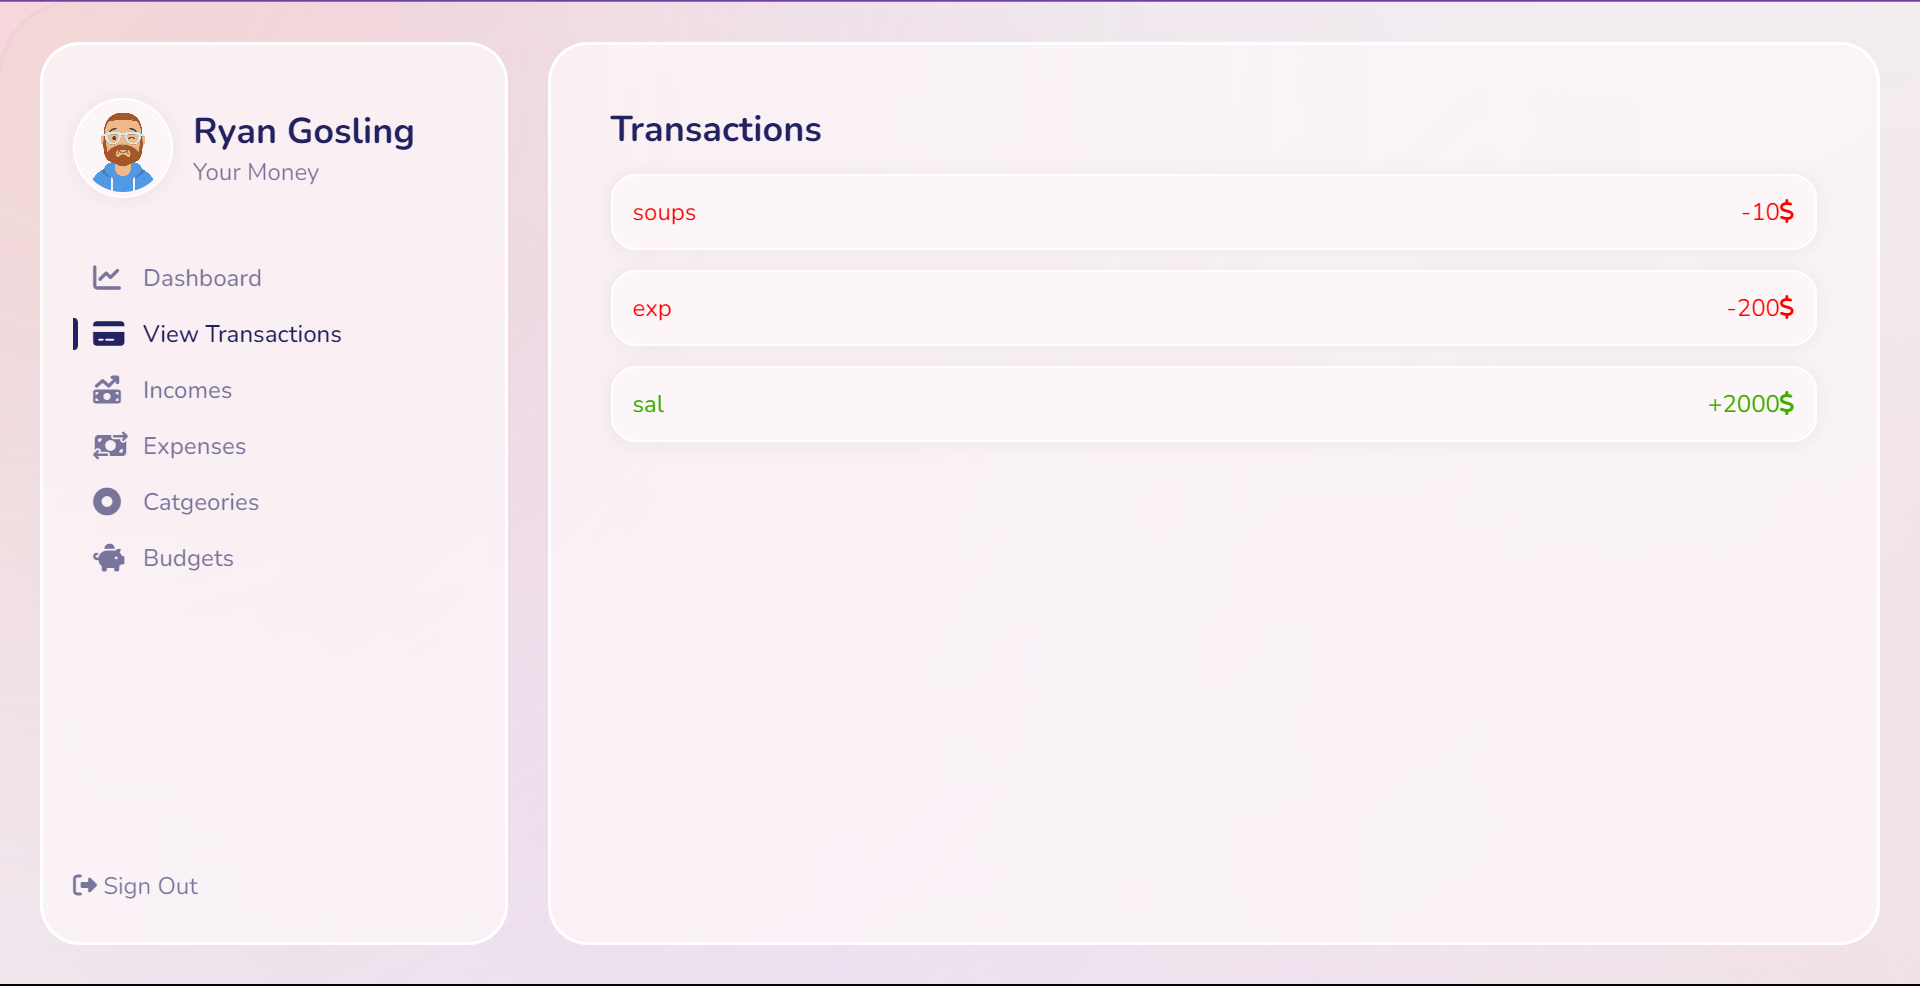 Ryan Gosling
Your Money
Dashboard
View Transactions
Incomes
Expenses
Catgeories
Budgets
Sign Out
Transactions
soups -10$
exp -200$
sal +2000$